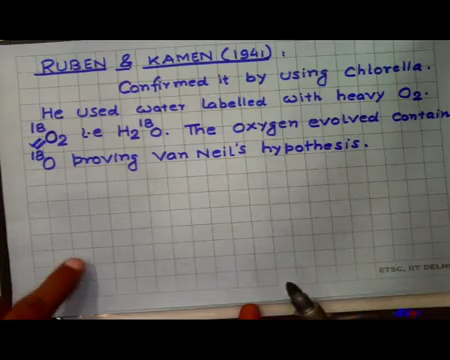 RUBEN & KAMEN (1941) :
Confirmed it by using Chlorella.
He used water labelled with heavy O2.
18O2 i.e H2 18O. The Oxygen evolved contain
18O proving Van Neil's hypothesis.
ETSC, IIT DELHI